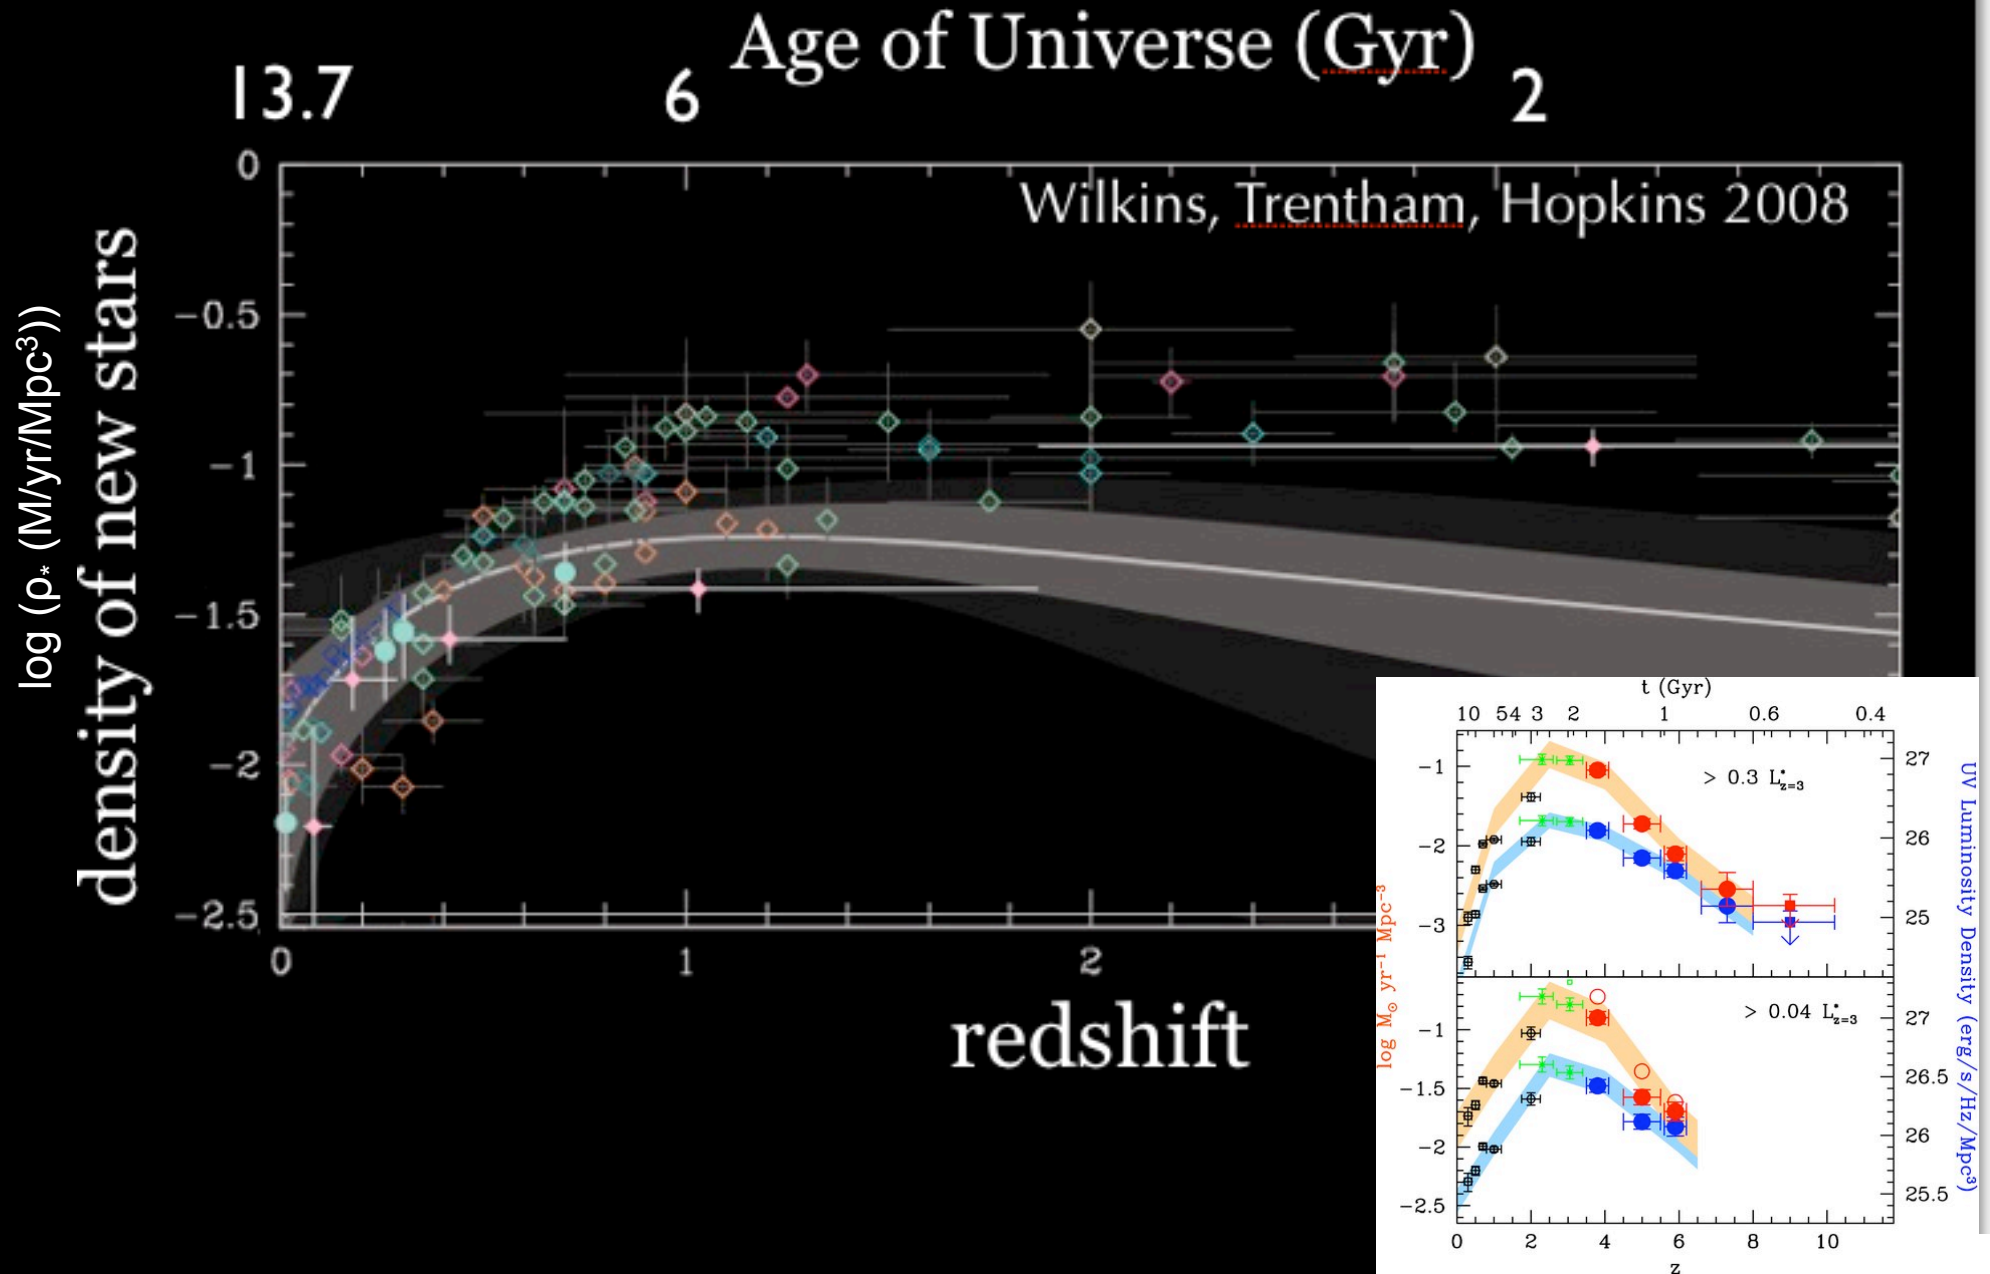 Age of Universe (Gyr)
13.7 6 2
Wilkins, Trentham, Hopkins 2008
log (ρ* (M/yr/Mpc3))
density of new stars
0
−0.5
−1
−1.5
−2
−2.5
0 1 2
redshift
t (Gyr)
10 5 4 3 2 1 0.6 0.4
> 0.3 L*z=3
−1
−2
−3
27
26
25
log M⊙ yr−1 Mpc−3
UV Luminosity Density (erg/s/Hz/Mpc3)
> 0.04 L*z=3
−1
−1.5
−2
−2.5
27
26.5
26
25.5
0 2 4 6 8 10
z